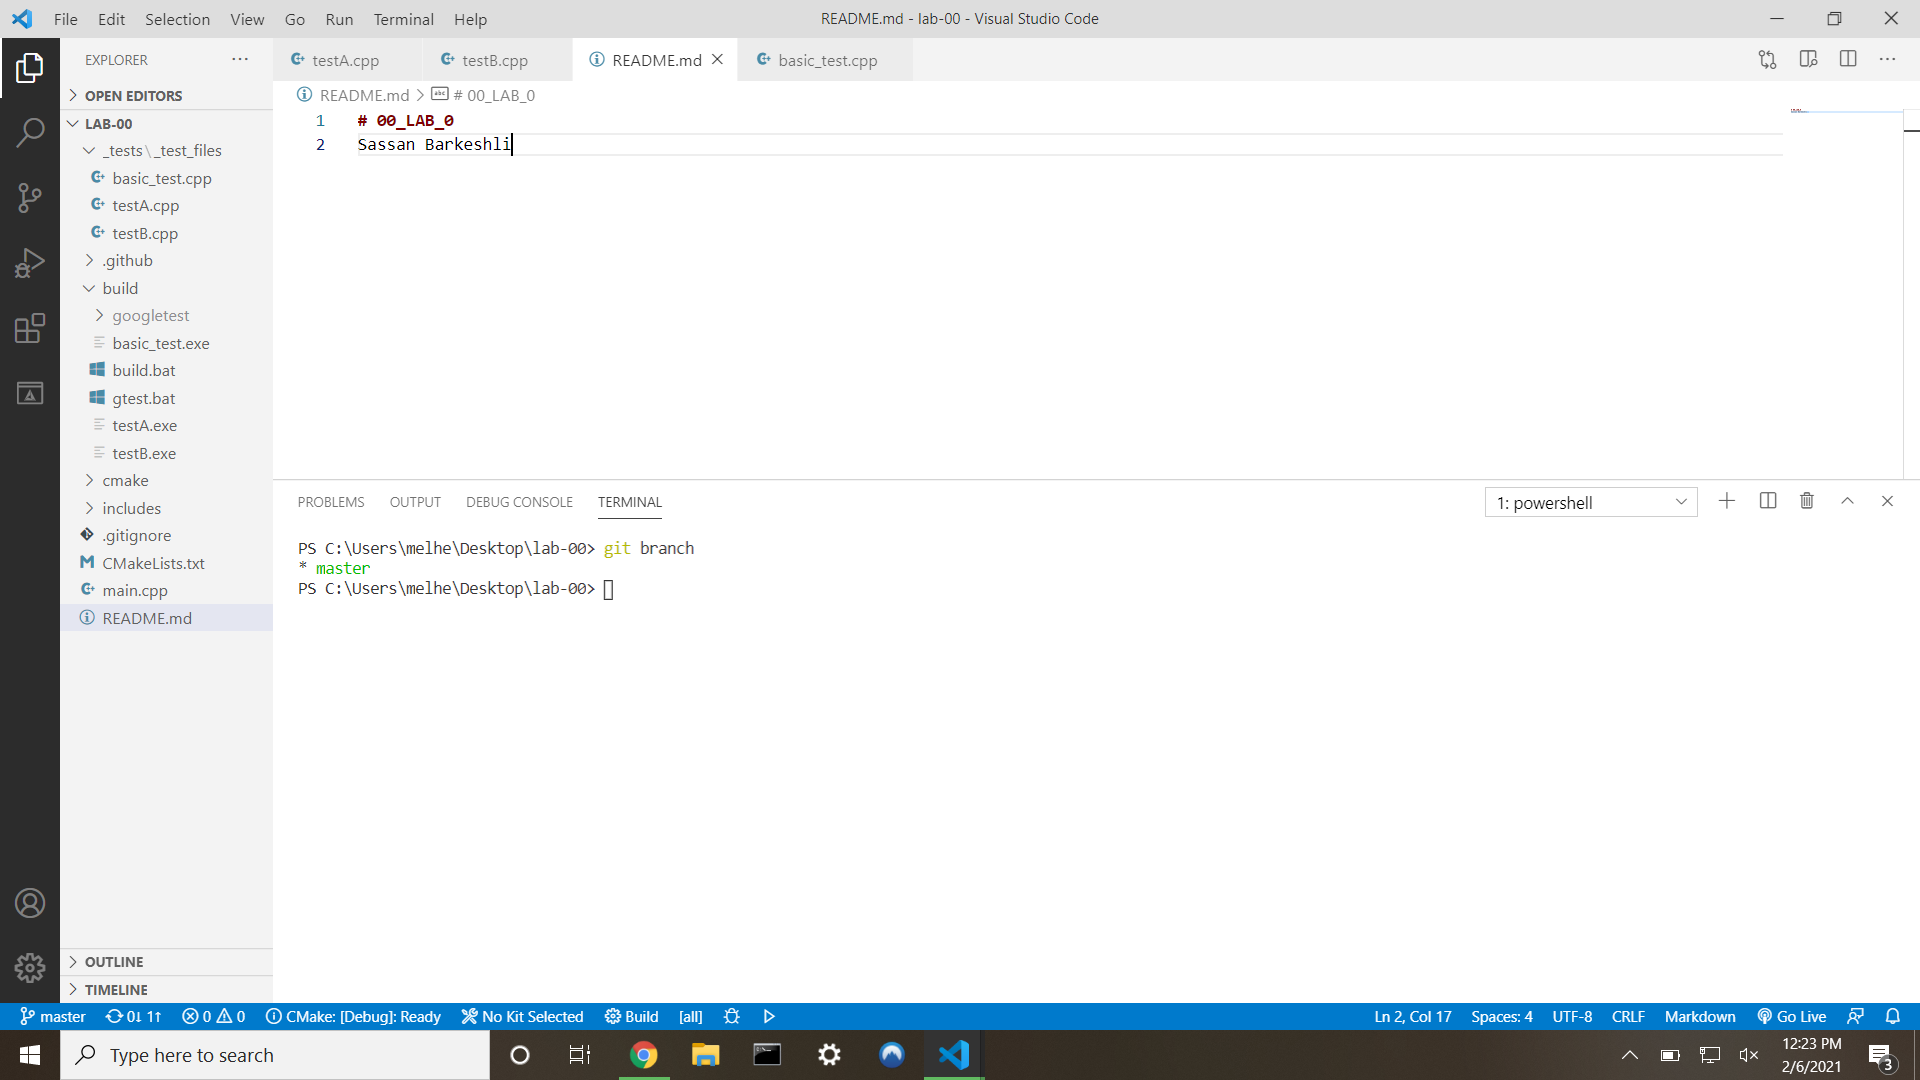 File Edit Selection View Go Run Terminal Help
README.md - lab-00 - Visual Studio Code
EXPLORER
testA.cpp
testB.cpp
README.md
basic_test.cpp
OPEN EDITORS
LAB-00
_tests\_test_files
basic_test.cpp
testA.cpp
testB.cpp
.github
build
googletest
basic_test.exe
build.bat
gtest.bat
testA.exe
testB.exe
cmake
includes
.gitignore
CMakeLists.txt
main.cpp
README.md
OUTLINE
TIMELINE
README.md > # 00_LAB_0
1 # 00_LAB_0
2 Sassan Barkeshli
PROBLEMS OUTPUT DEBUG CONSOLE TERMINAL
1: powershell
PS C:\Users\melhe\Desktop\lab-00> git branch
* master
PS C:\Users\melhe\Desktop\lab-00>
master 0↓ 1↑ 0 0 CMake: [Debug]: Ready No Kit Selected Build [all]
Ln 2, Col 17 Spaces: 4 UTF-8 CRLF Markdown Go Live
Type here to search
12:23 PM
2/6/2021
3